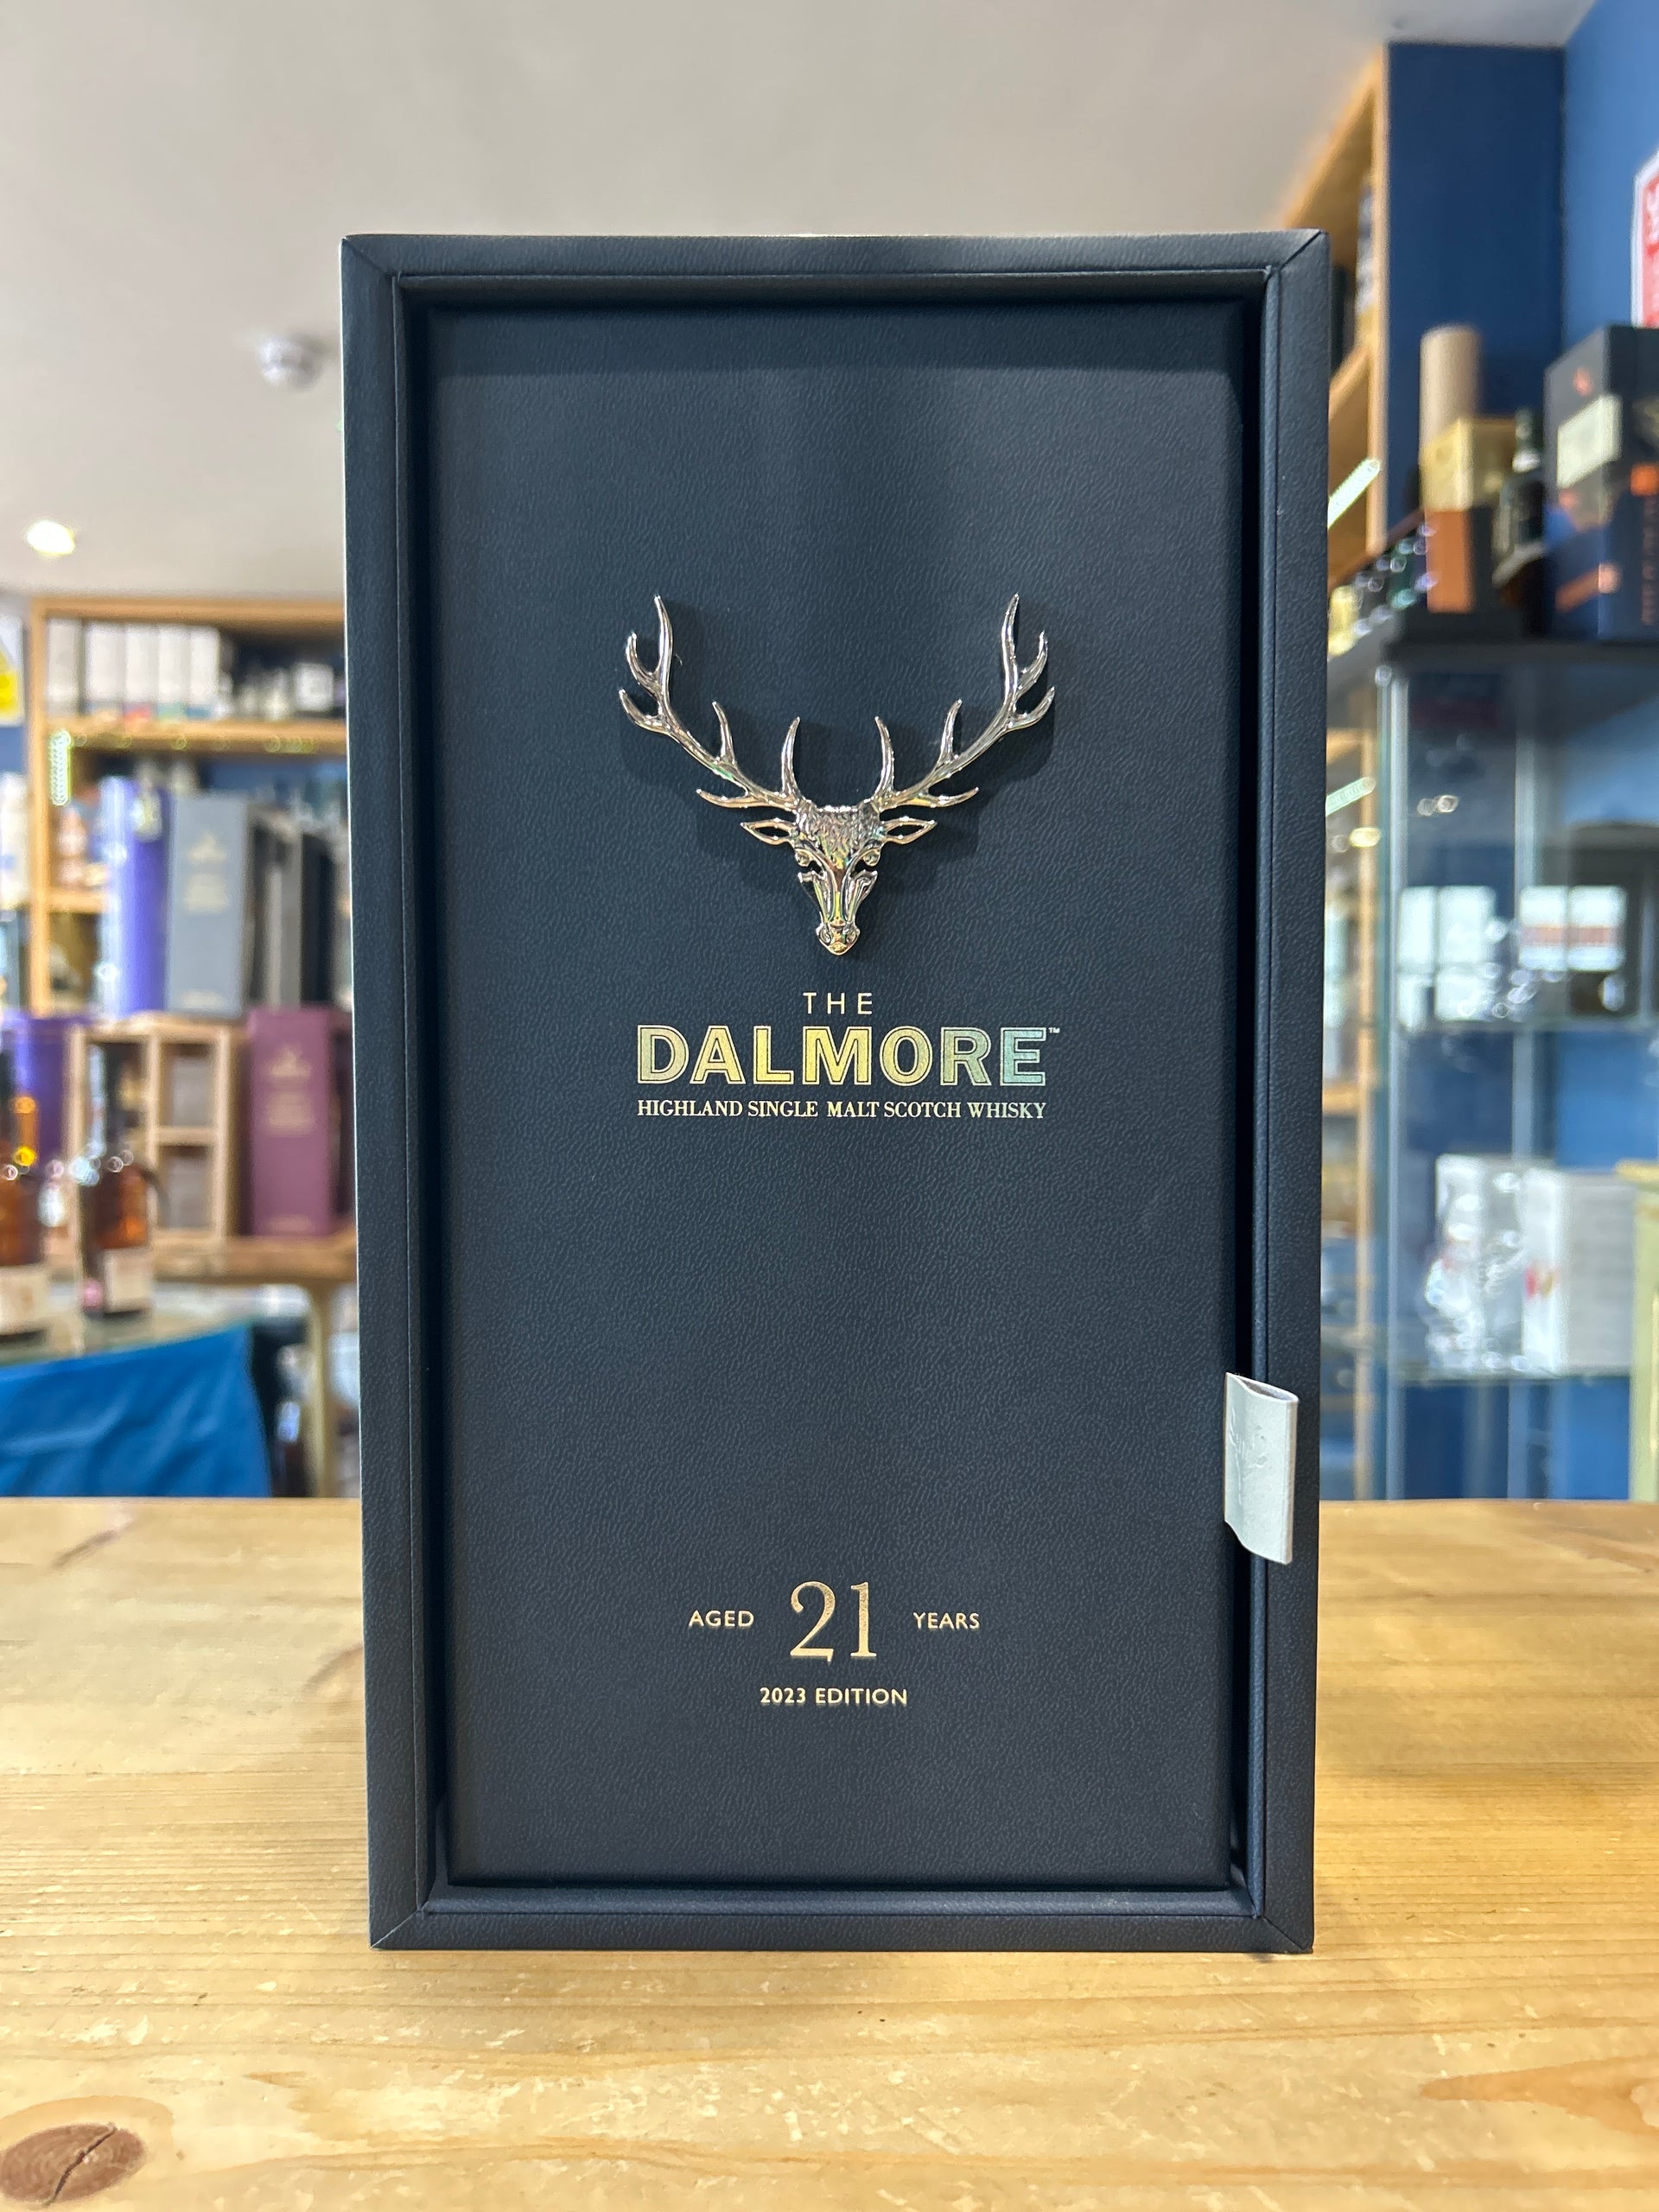 THE
DALMORE™
HIGHLAND SINGLE MALT SCOTCH WHISKY
AGED 21 YEARS
2023 EDITION